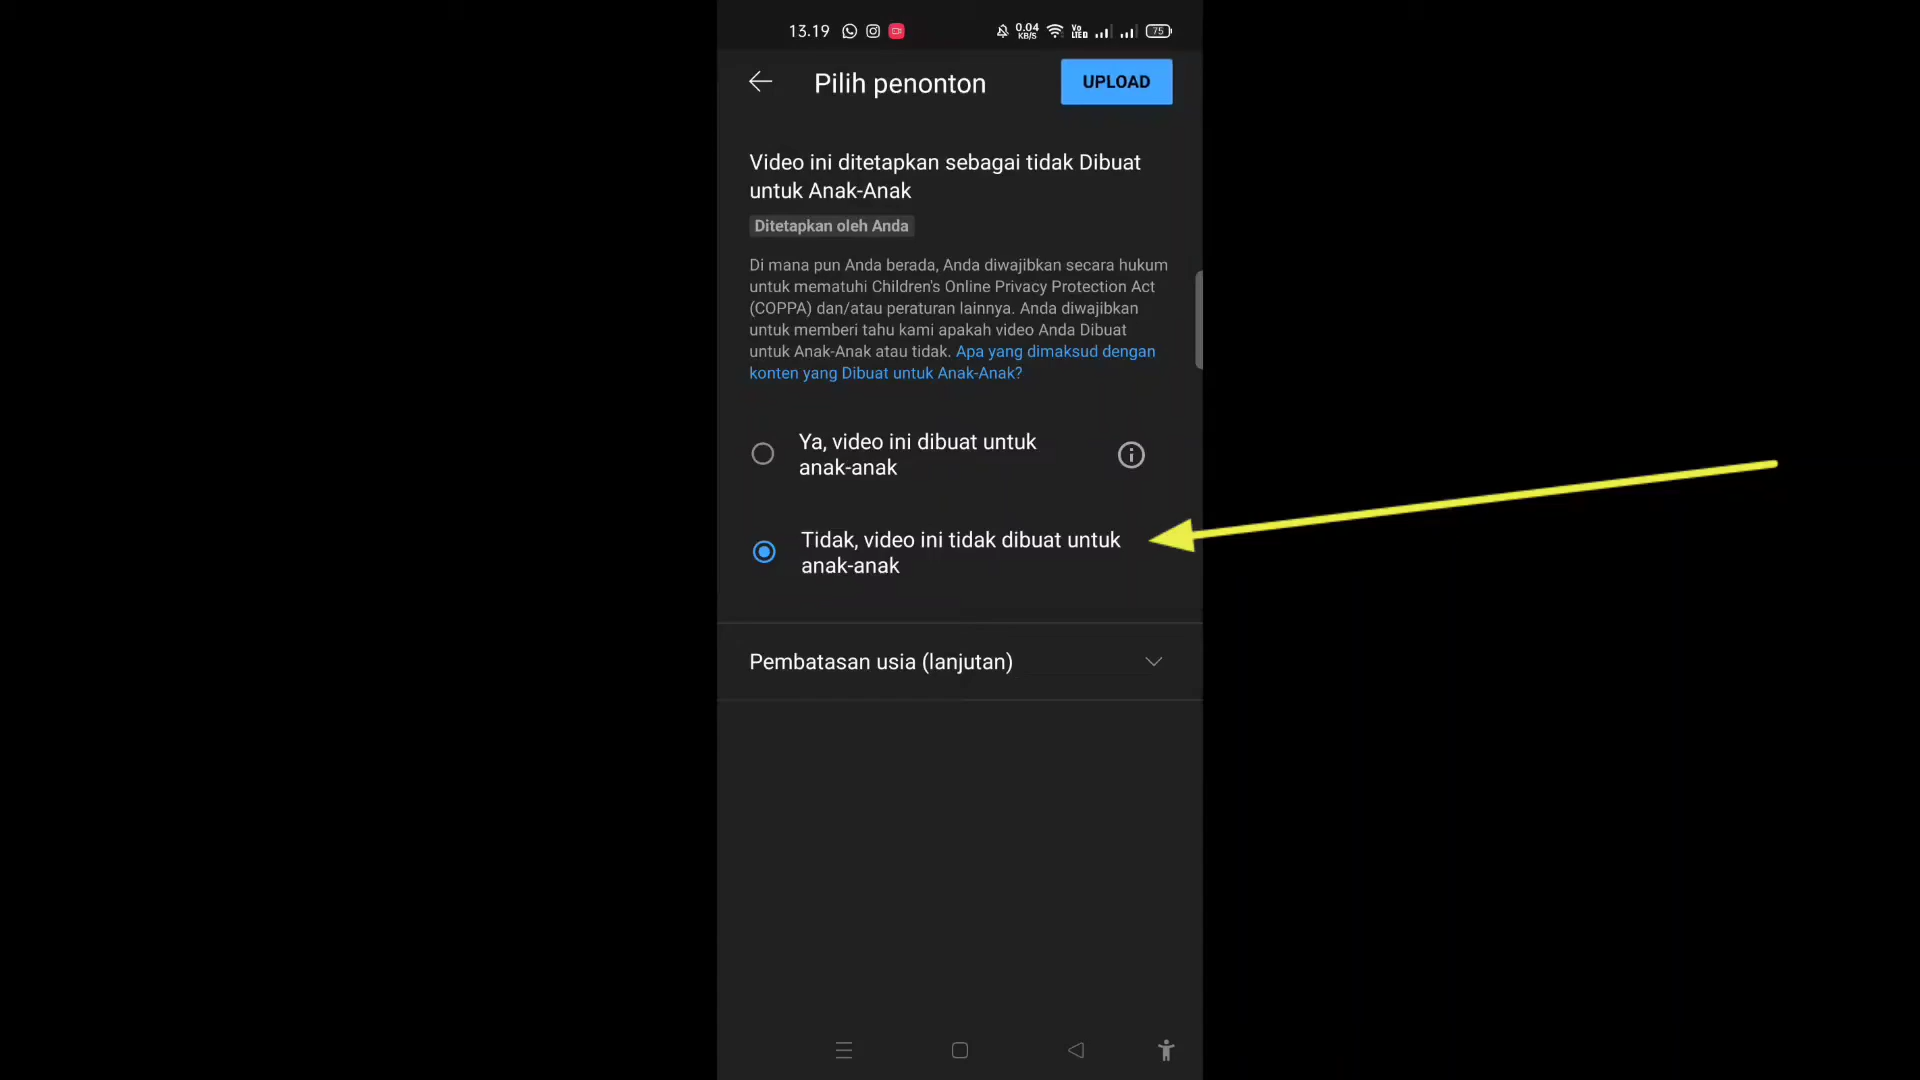 13.19
0.04
KB/S
75
Pilih penonton
UPLOAD
Video ini ditetapkan sebagai tidak Dibuat
untuk Anak-Anak
Ditetapkan oleh Anda
Di mana pun Anda berada, Anda diwajibkan secara hukum
untuk mematuhi Children's Online Privacy Protection Act
(COPPA) dan/atau peraturan lainnya. Anda diwajibkan
untuk memberi tahu kami apakah video Anda Dibuat
untuk Anak-Anak atau tidak. Apa yang dimaksud dengan
konten yang Dibuat untuk Anak-Anak?
Ya, video ini dibuat untuk
anak-anak
Tidak, video ini tidak dibuat untuk
anak-anak
Pembatasan usia (lanjutan)